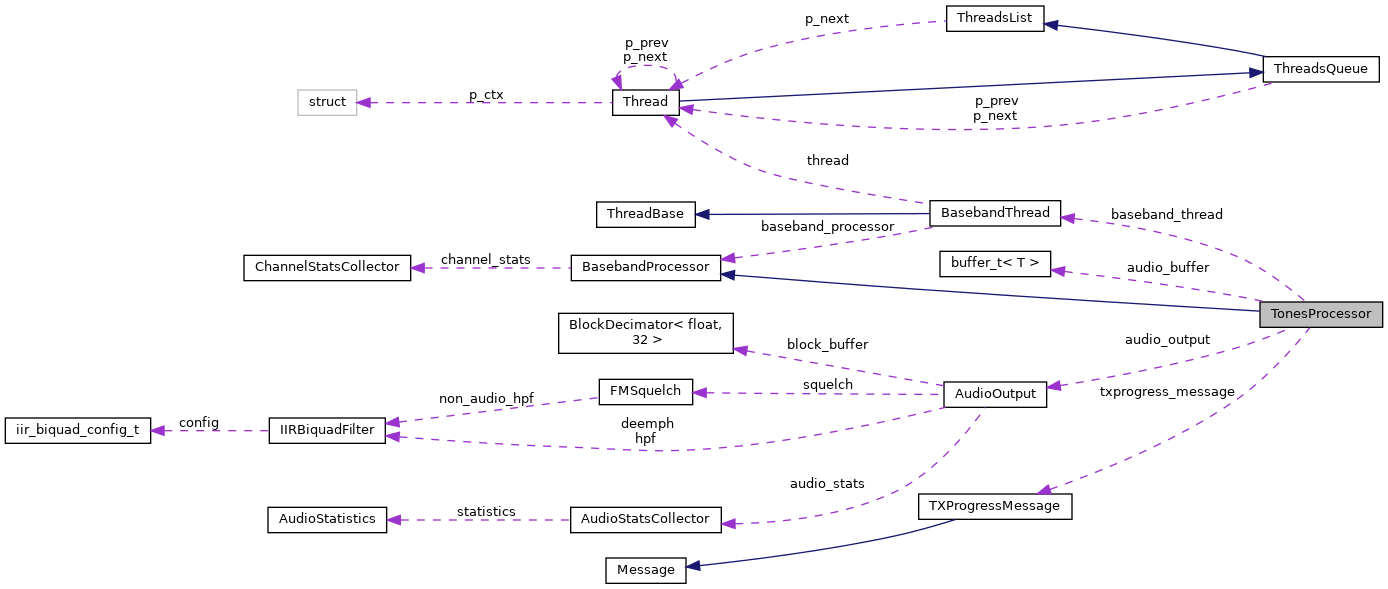 p_next
ThreadsList
p_prev
p_next
ThreadsQueue
struct
p_ctx
Thread
p_prev
p_next
thread
ThreadBase
BasebandThread
baseband_thread
baseband_processor
ChannelStatsCollector
channel_stats
BasebandProcessor
buffer_t< T >
audio_buffer
TonesProcessor
BlockDecimator< float,
32 >
block_buffer
audio_output
FMSquelch
squelch
AudioOutput
txprogress_message
non_audio_hpf
iir_biquad_config_t
config
IIRBiquadFilter
deemph
hpf
audio_stats
AudioStatistics
statistics
AudioStatsCollector
TXProgressMessage
Message